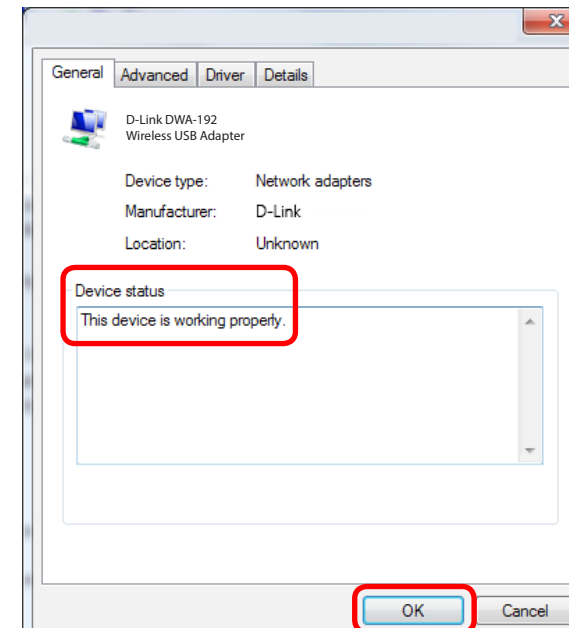 General Advanced Driver Details
D-Link DWA-192
Wireless USB Adapter
Device type: Network adapters
Manufacturer: D-Link
Location: Unknown
Device status
This device is working properly.
OK Cancel